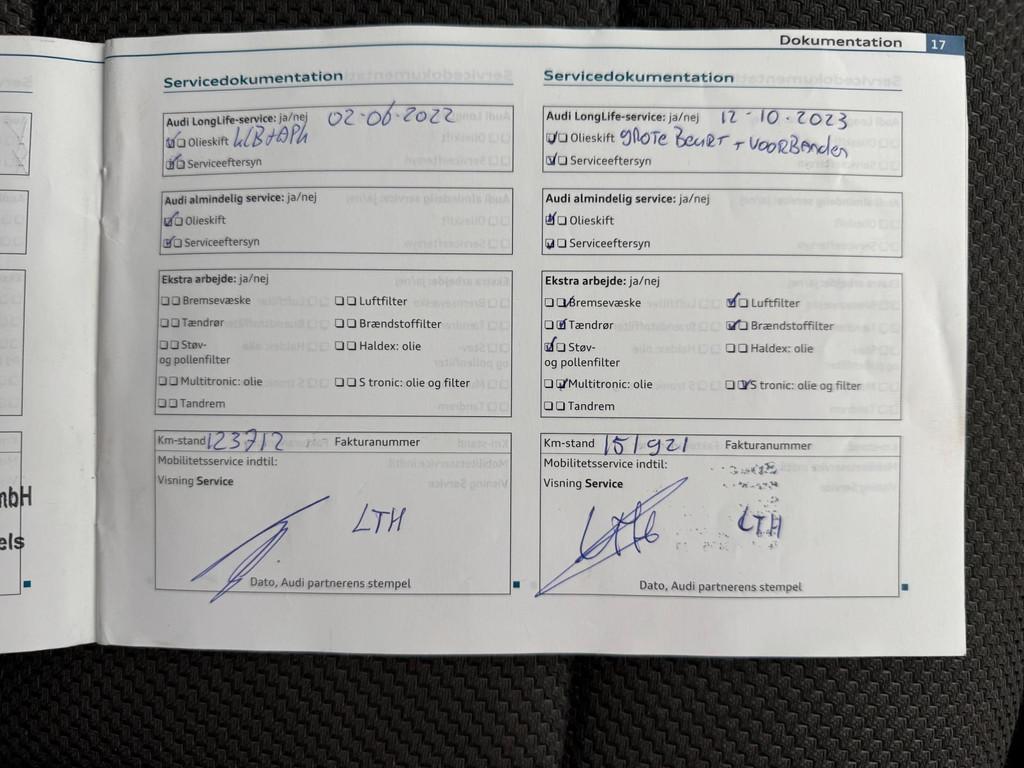 Dokumentation 17
Servicedokumentation
Audi LongLife-service: ja/nej 02-06-2022
Olieskift KLB+APK
Serviceeftersyn
Audi almindelig service: ja/nej
Olieskift
Serviceeftersyn
Ekstra arbejde: ja/nej
Bremsevæske Luftfilter
Tændrør Brændstoffilter
Støv- Haldex: olie
og pollenfilter
Multitronic: olie S tronic: olie og filter
Tandrem
Km-stand 123712 Fakturanummer
Mobilitetsservice indtil:
Visning Service
LTH
Dato, Audi partnerens stempel
Servicedokumentation
Audi LongLife-service: ja/nej 12-10-2023
Olieskift gROTE BeuRT + VOORBAnden
Serviceeftersyn
Audi almindelig service: ja/nej
Olieskift
Serviceeftersyn
Ekstra arbejde: ja/nej
Bremsevæske Luftfilter
Tændrør Brændstoffilter
Støv- Haldex: olie
og pollenfilter
Multitronic: olie S tronic: olie og filter
Tandrem
Km-stand 151921 Fakturanummer
Mobilitetsservice indtil:
Visning Service
LTH
Dato, Audi partnerens stempel
mbH
els